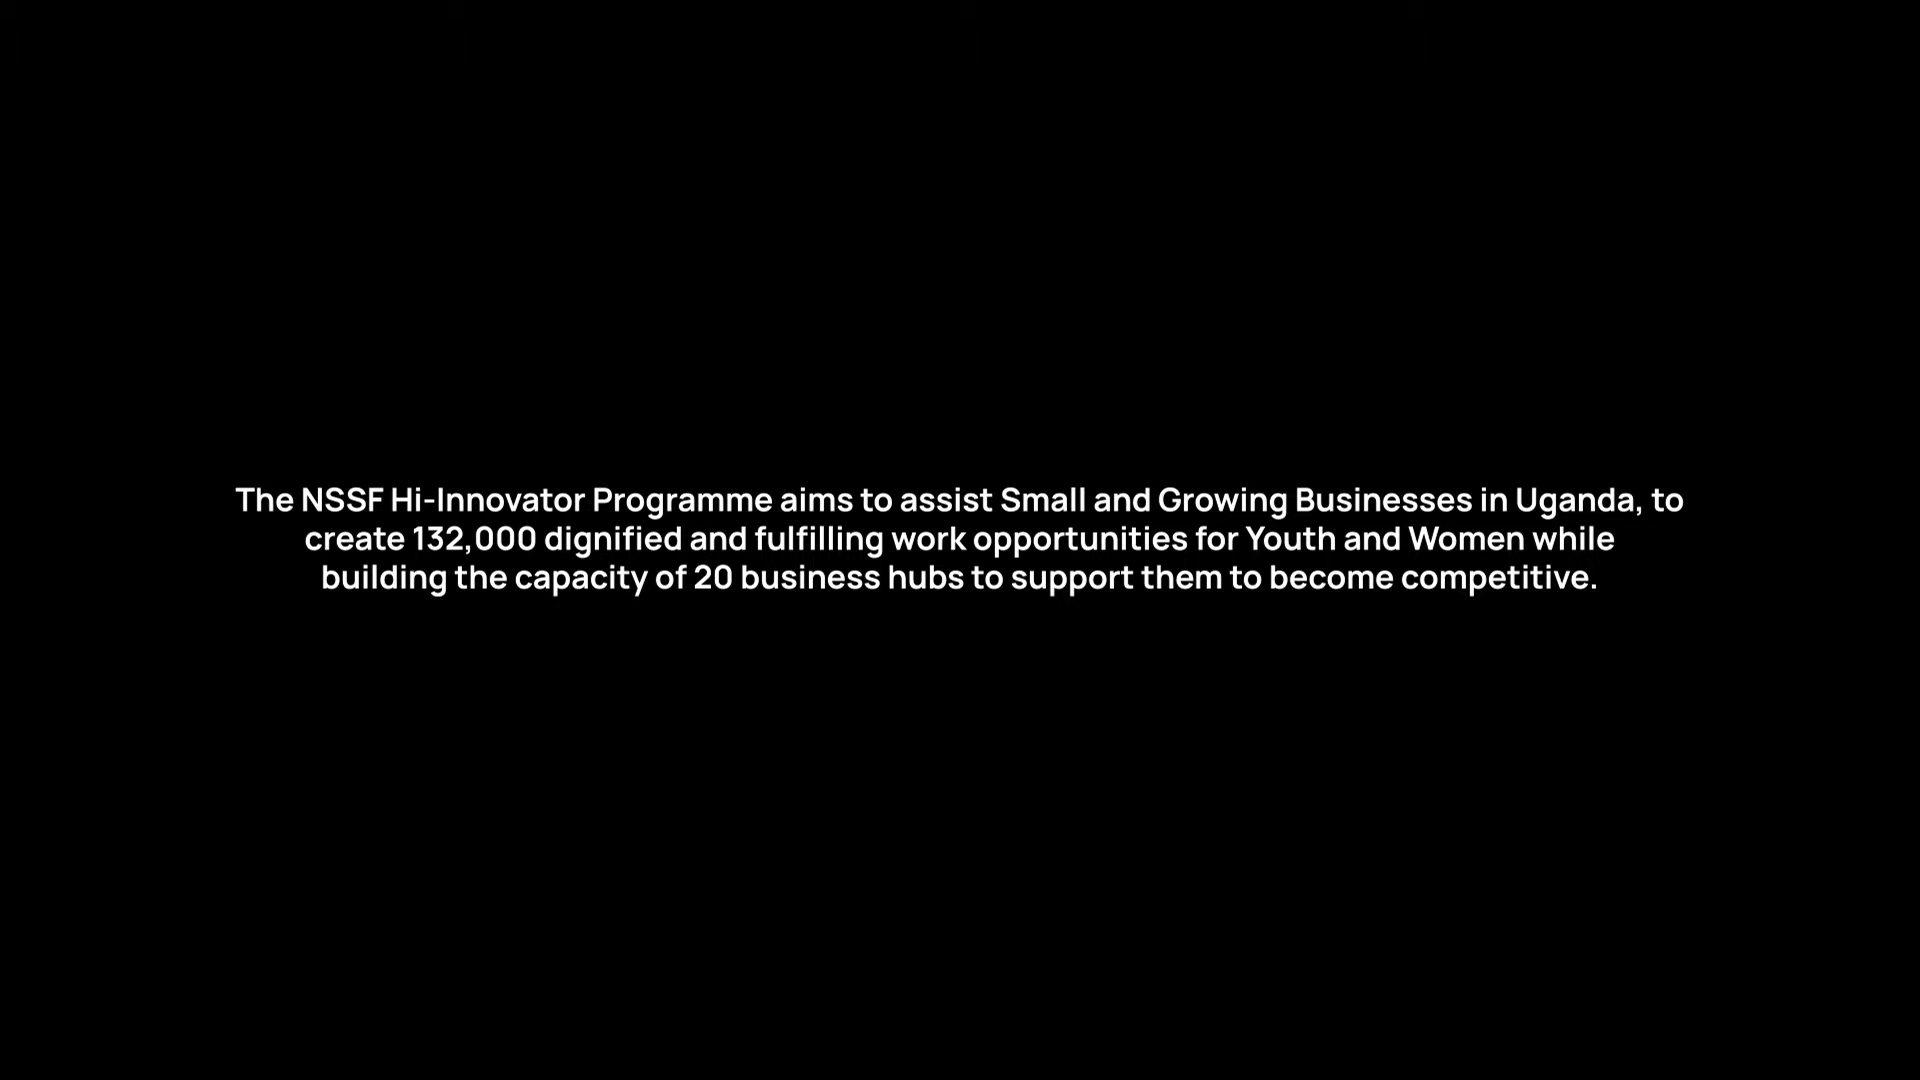 The NSSF Hi-Innovator Programme aims to assist Small and Growing Businesses in Uganda, to
create 132,000 dignified and fulfilling work opportunities for Youth and Women while
building the capacity of 20 business hubs to support them to become competitive.